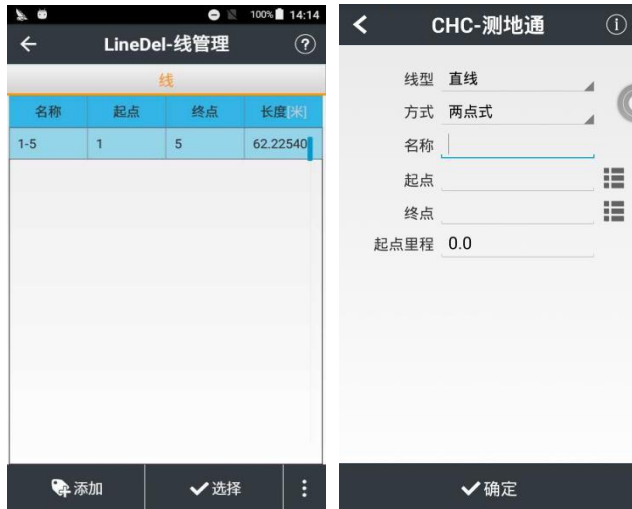 100% 14:14
LineDel-线管理
线
名称 起点 终点 长度[米]
1-5 1 5 62.22540
添加 选择
CHC-测地通
线型 直线
方式 两点式
名称
起点
终点
起点里程 0.0
确定